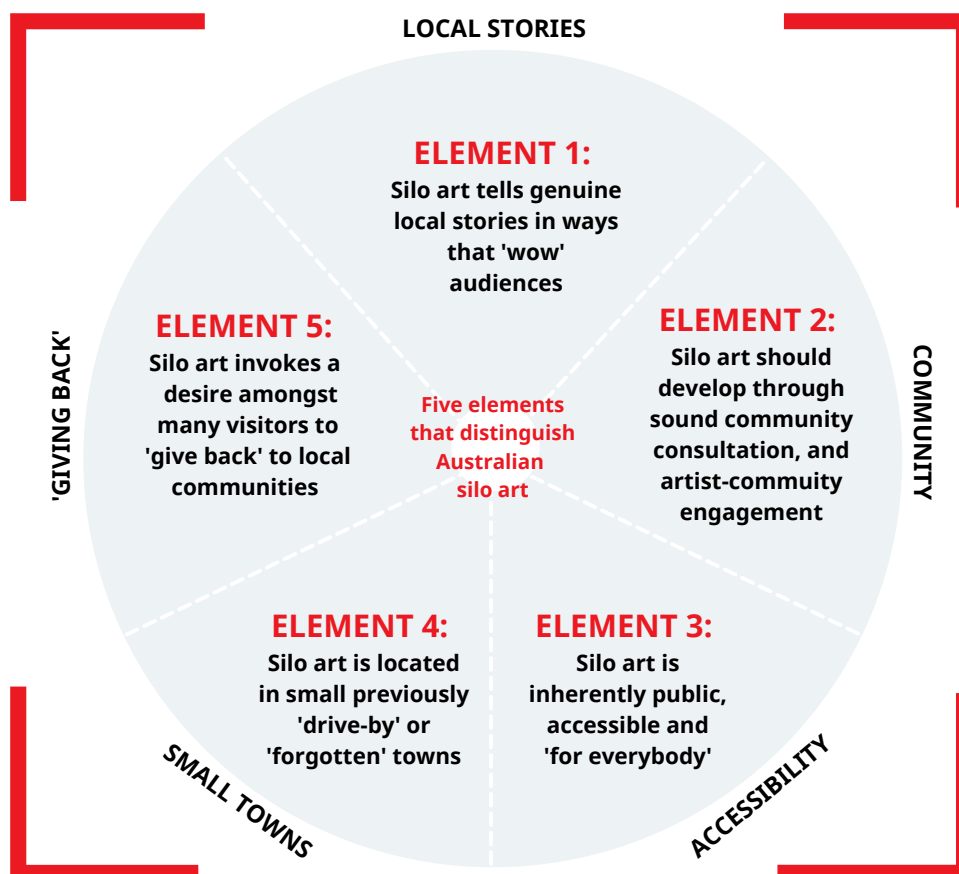 LOCAL STORIES
ELEMENT 1:
Silo art tells genuine
local stories in ways
that 'wow'
audiences
COMMUNITY
ELEMENT 2:
Silo art should
develop through
sound community
consultation, and
artist-commuity
engagement
ACCESSIBILITY
ELEMENT 3:
Silo art is
inherently public,
accessible and
'for everybody'
SMALL TOWNS
ELEMENT 4:
Silo art is located
in small previously
'drive-by' or
'forgotten' towns
'GIVING BACK'
ELEMENT 5:
Silo art invokes a
desire amongst
many visitors to
'give back' to local
communities
Five elements
that distinguish
Australian
silo art